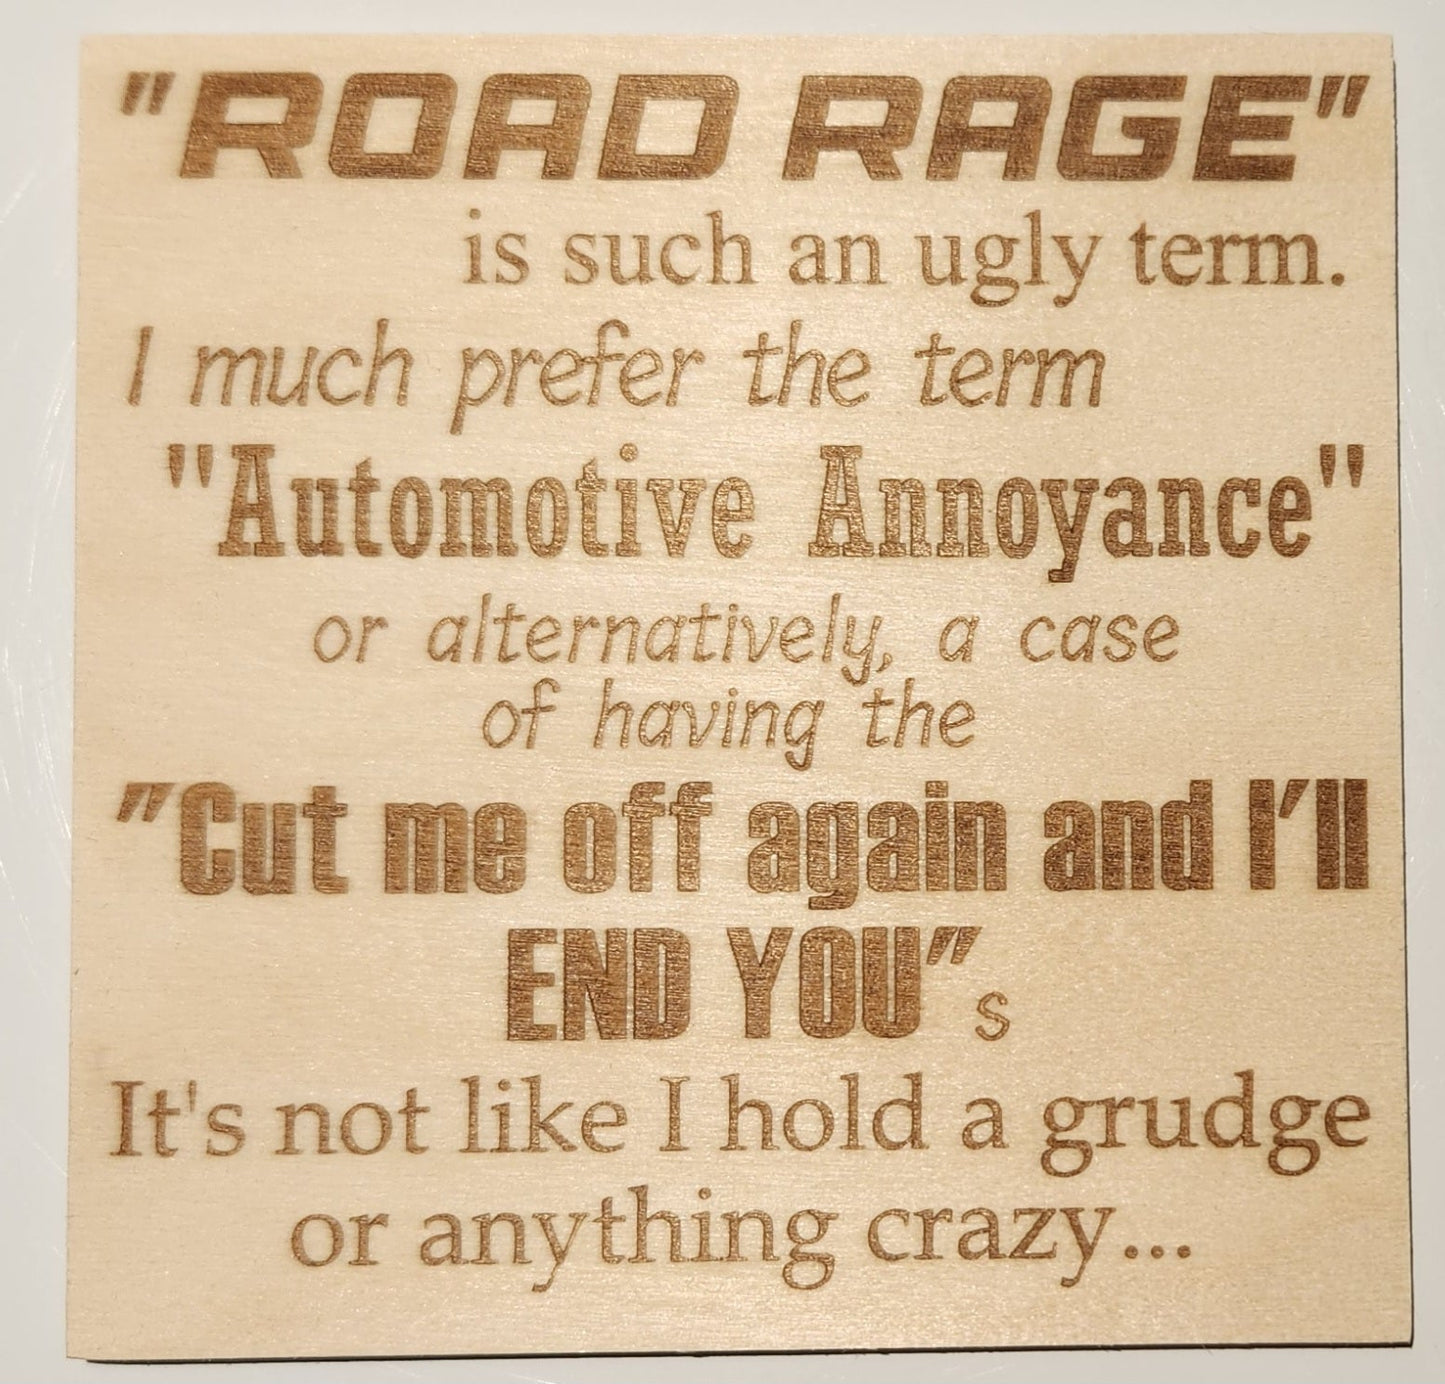 "ROAD RAGE"
is such an ugly term.
I much prefer the term
"Automotive Annoyance"
or alternatively, a case
of having the
"Cut me off again and I'll
END YOU"s
It's not like I hold a grudge
or anything crazy...